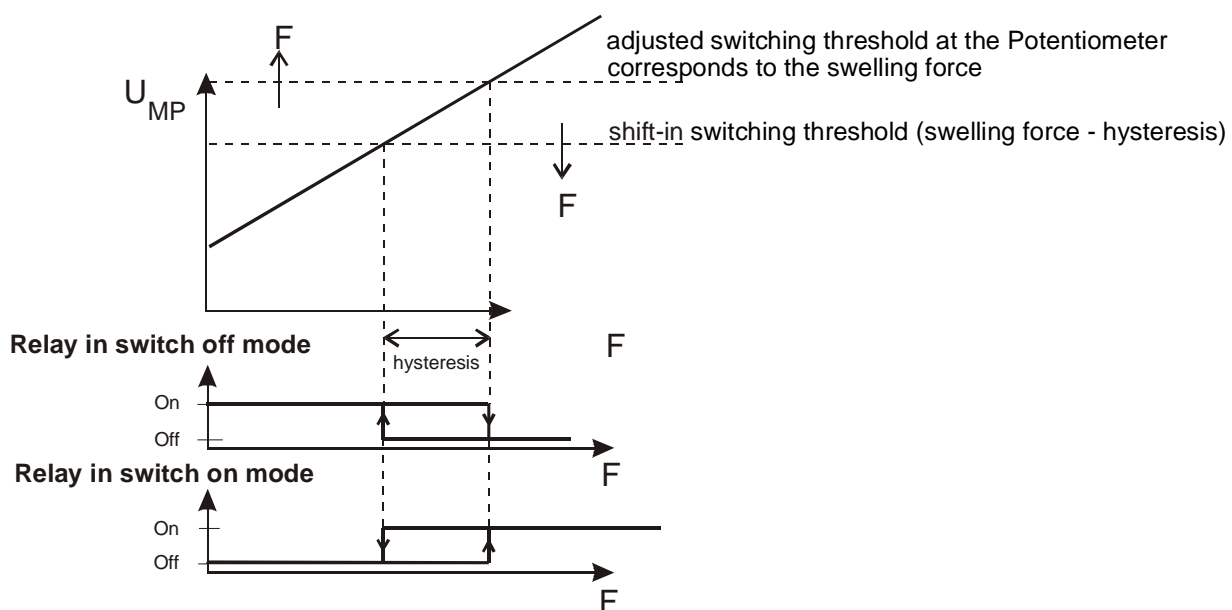 F
adjusted switching threshold at the Potentiometer
corresponds to the swelling force
U MP
shift-in switching threshold (swelling force - hysteresis)
F
Relay in switch off mode
F
hysteresis
On
Off
F
Relay in switch on mode
On
Off
F